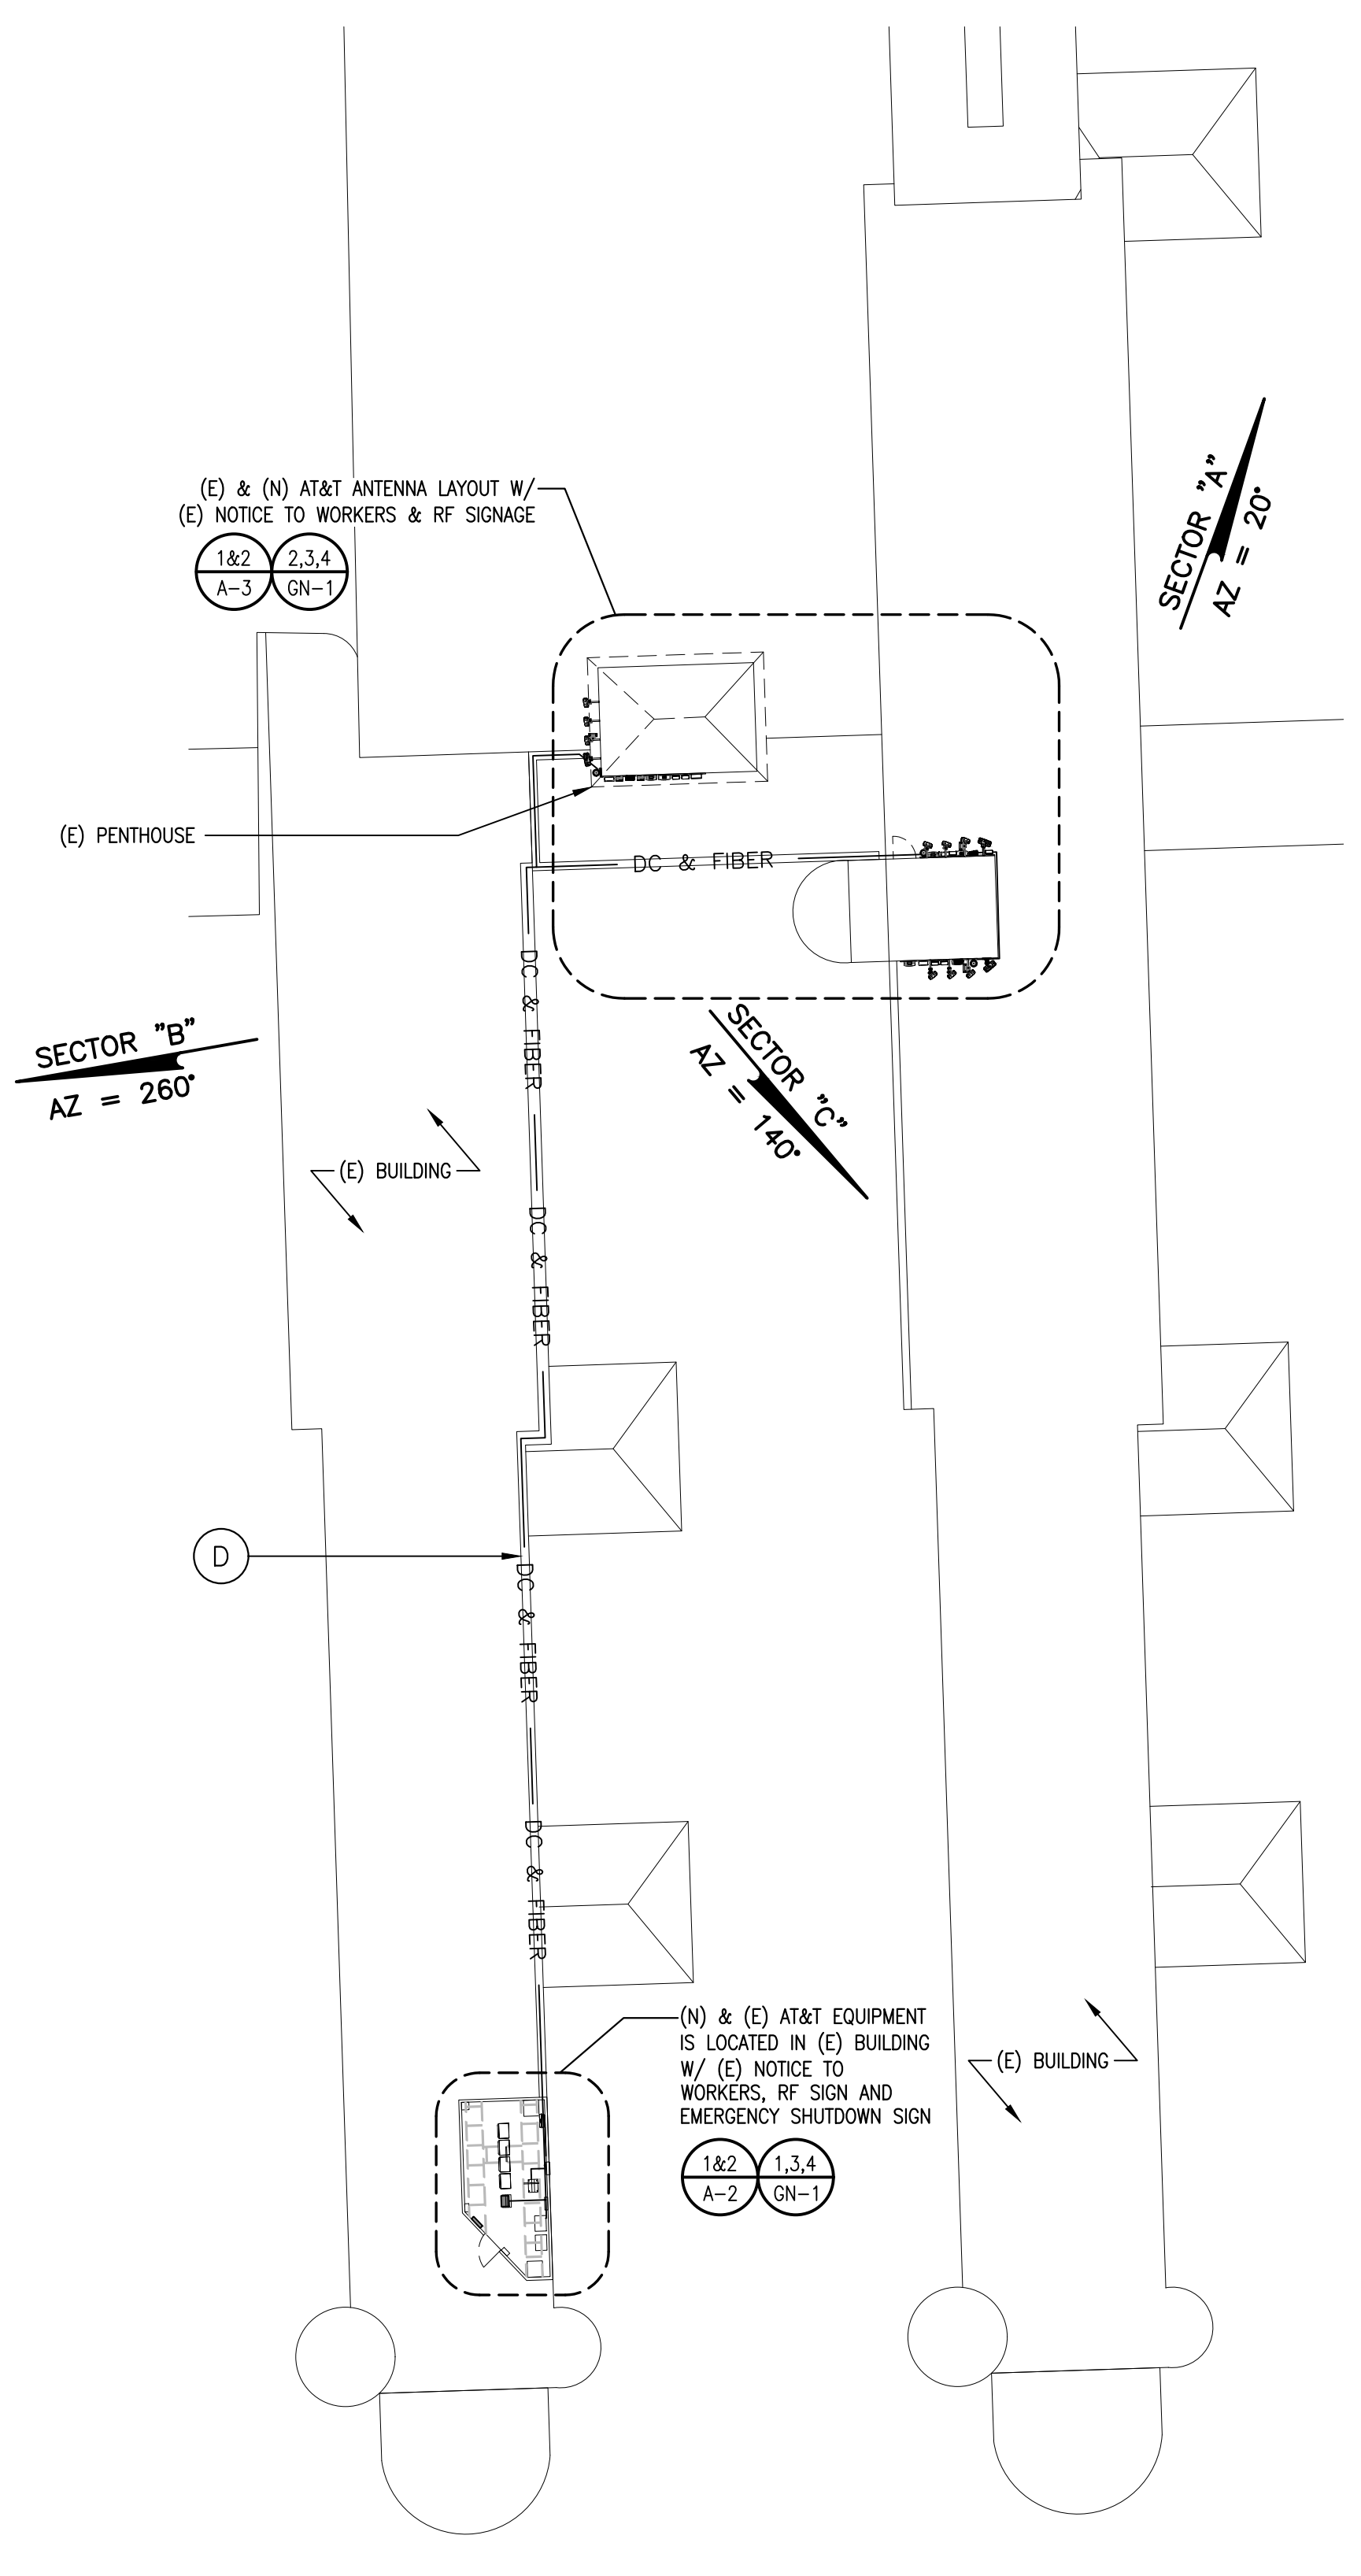 (E) & (N) AT&T ANTENNA LAYOUT W/
(E) NOTICE TO WORKERS & RF SIGNAGE
1&2
A-3
2,3,4
GN-1
SECTOR "A"
AZ = 20°
(E) PENTHOUSE
DC & FIBER
DC & FIBER
SECTOR "B"
AZ = 260°
SECTOR "C"
AZ = 140°
(E) BUILDING
DC & FIBER
D
DC & FIBER
DC & FIBER
(N) & (E) AT&T EQUIPMENT
IS LOCATED IN (E) BUILDING
W/ (E) NOTICE TO
WORKERS, RF SIGN AND
EMERGENCY SHUTDOWN SIGN
1&2
A-2
1,3,4
GN-1
(E) BUILDING